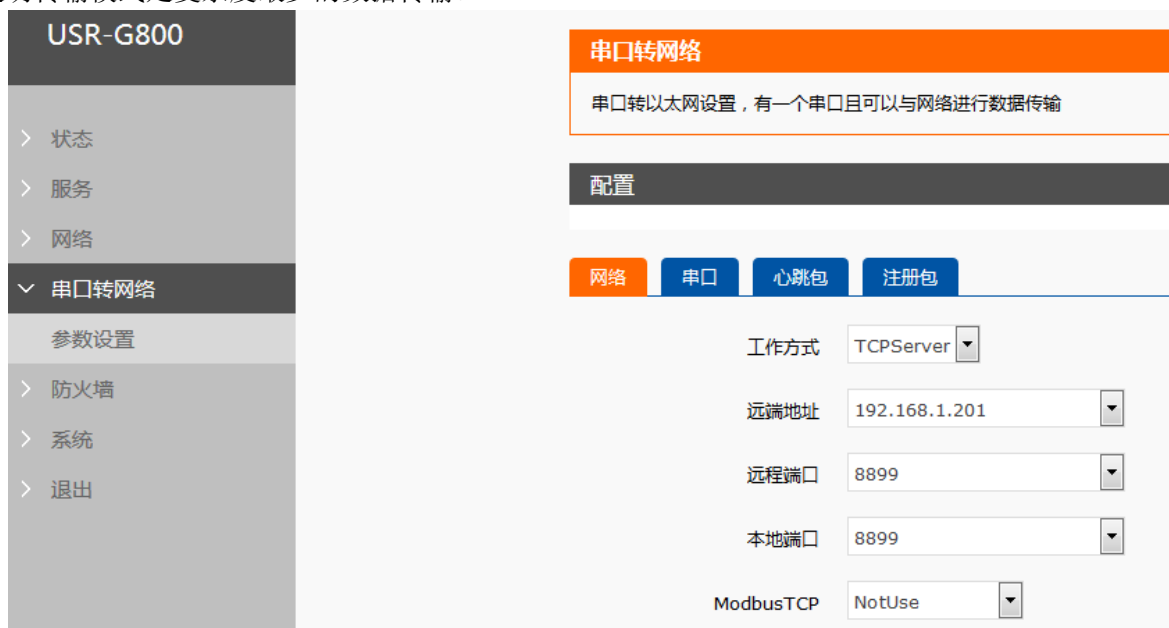 USR-G800
状态
服务
网络
串口转网络
参数设置
防火墙
系统
退出
串口转网络
串口转以太网设置，有一个串口且可以与网络进行数据传输
配置
网络 串口 心跳包 注册包
工作方式 TCPServer
远端地址 192.168.1.201
远程端口 8899
本地端口 8899
ModbusTCP NotUse